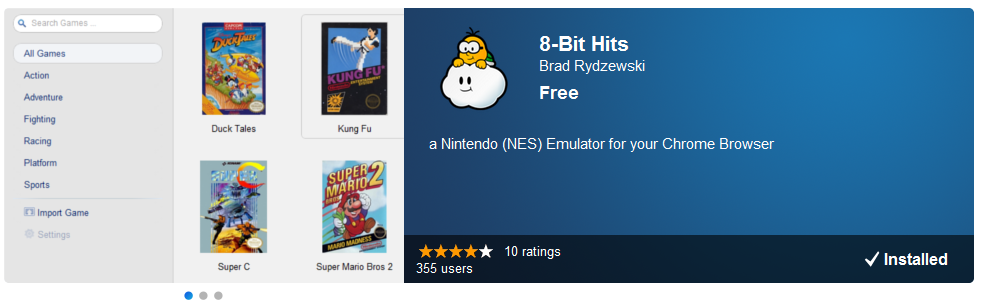 Search Games ...
All Games
Action
Adventure
Fighting
Racing
Platform
Sports
Import Game
Settings
CAPCOM
DUCKTALES
Duck Tales
KUNG FU
Kung Fu
Super C
SUPER
MARIO BROS
2
MARIO MADNESS
Super Mario Bros 2
8-Bit Hits
Brad Rydzewski
Free
a Nintendo (NES) Emulator for your Chrome Browser
10 ratings
355 users
Installed